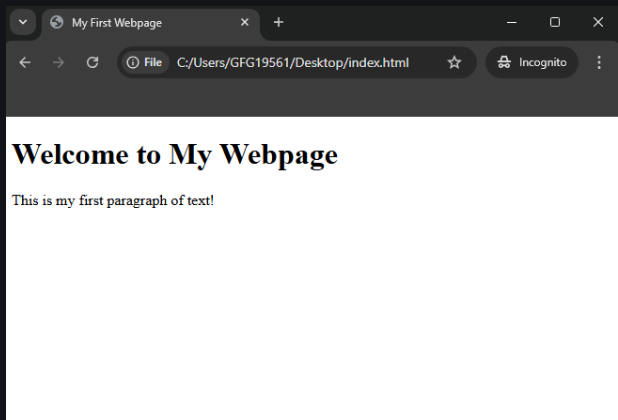 My First Webpage
File C:/Users/GFG19561/Desktop/index.html Incognito
Welcome to My Webpage
This is my first paragraph of text!